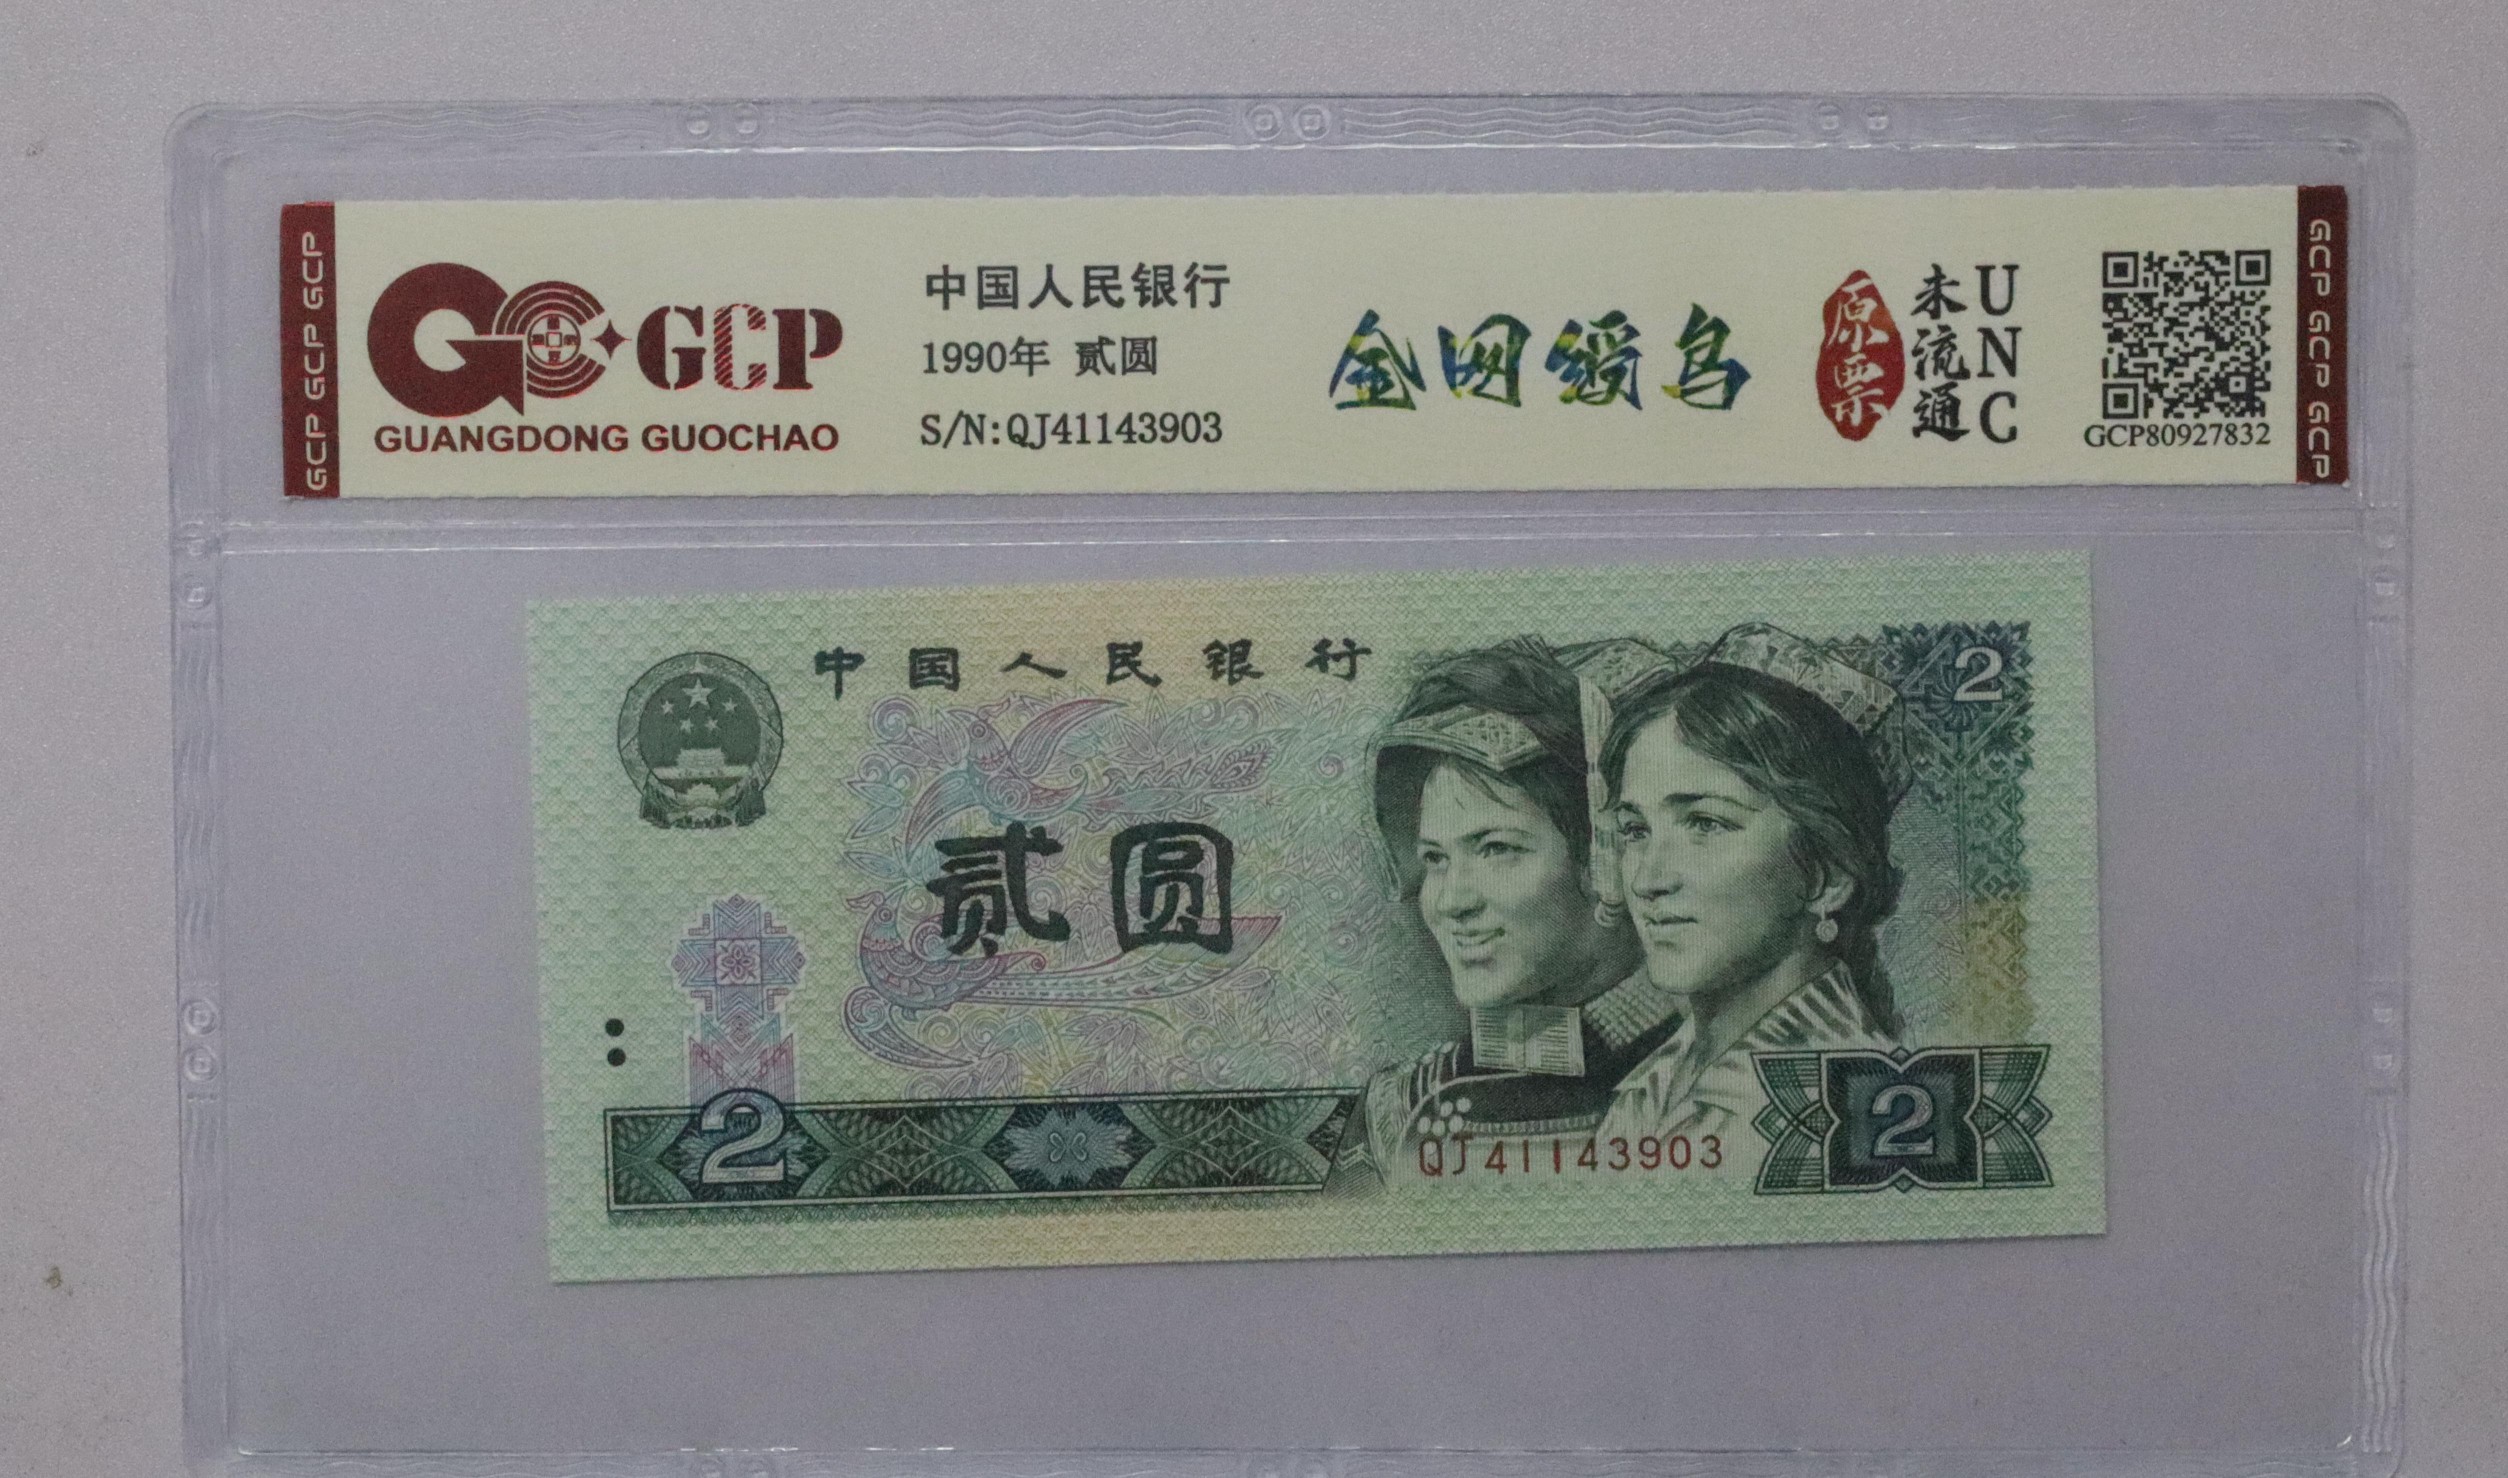 GCP GCP GCP
GCP
GUANGDONG GUOCHAO
中国人民银行
1990年 贰圆
S/N:QJ41143903
金网绶鸟
原票
未流通
UNC
GCP80927832
GCP GCP GCP
中国人民银行
2
贰圆
2
QJ41143903
2